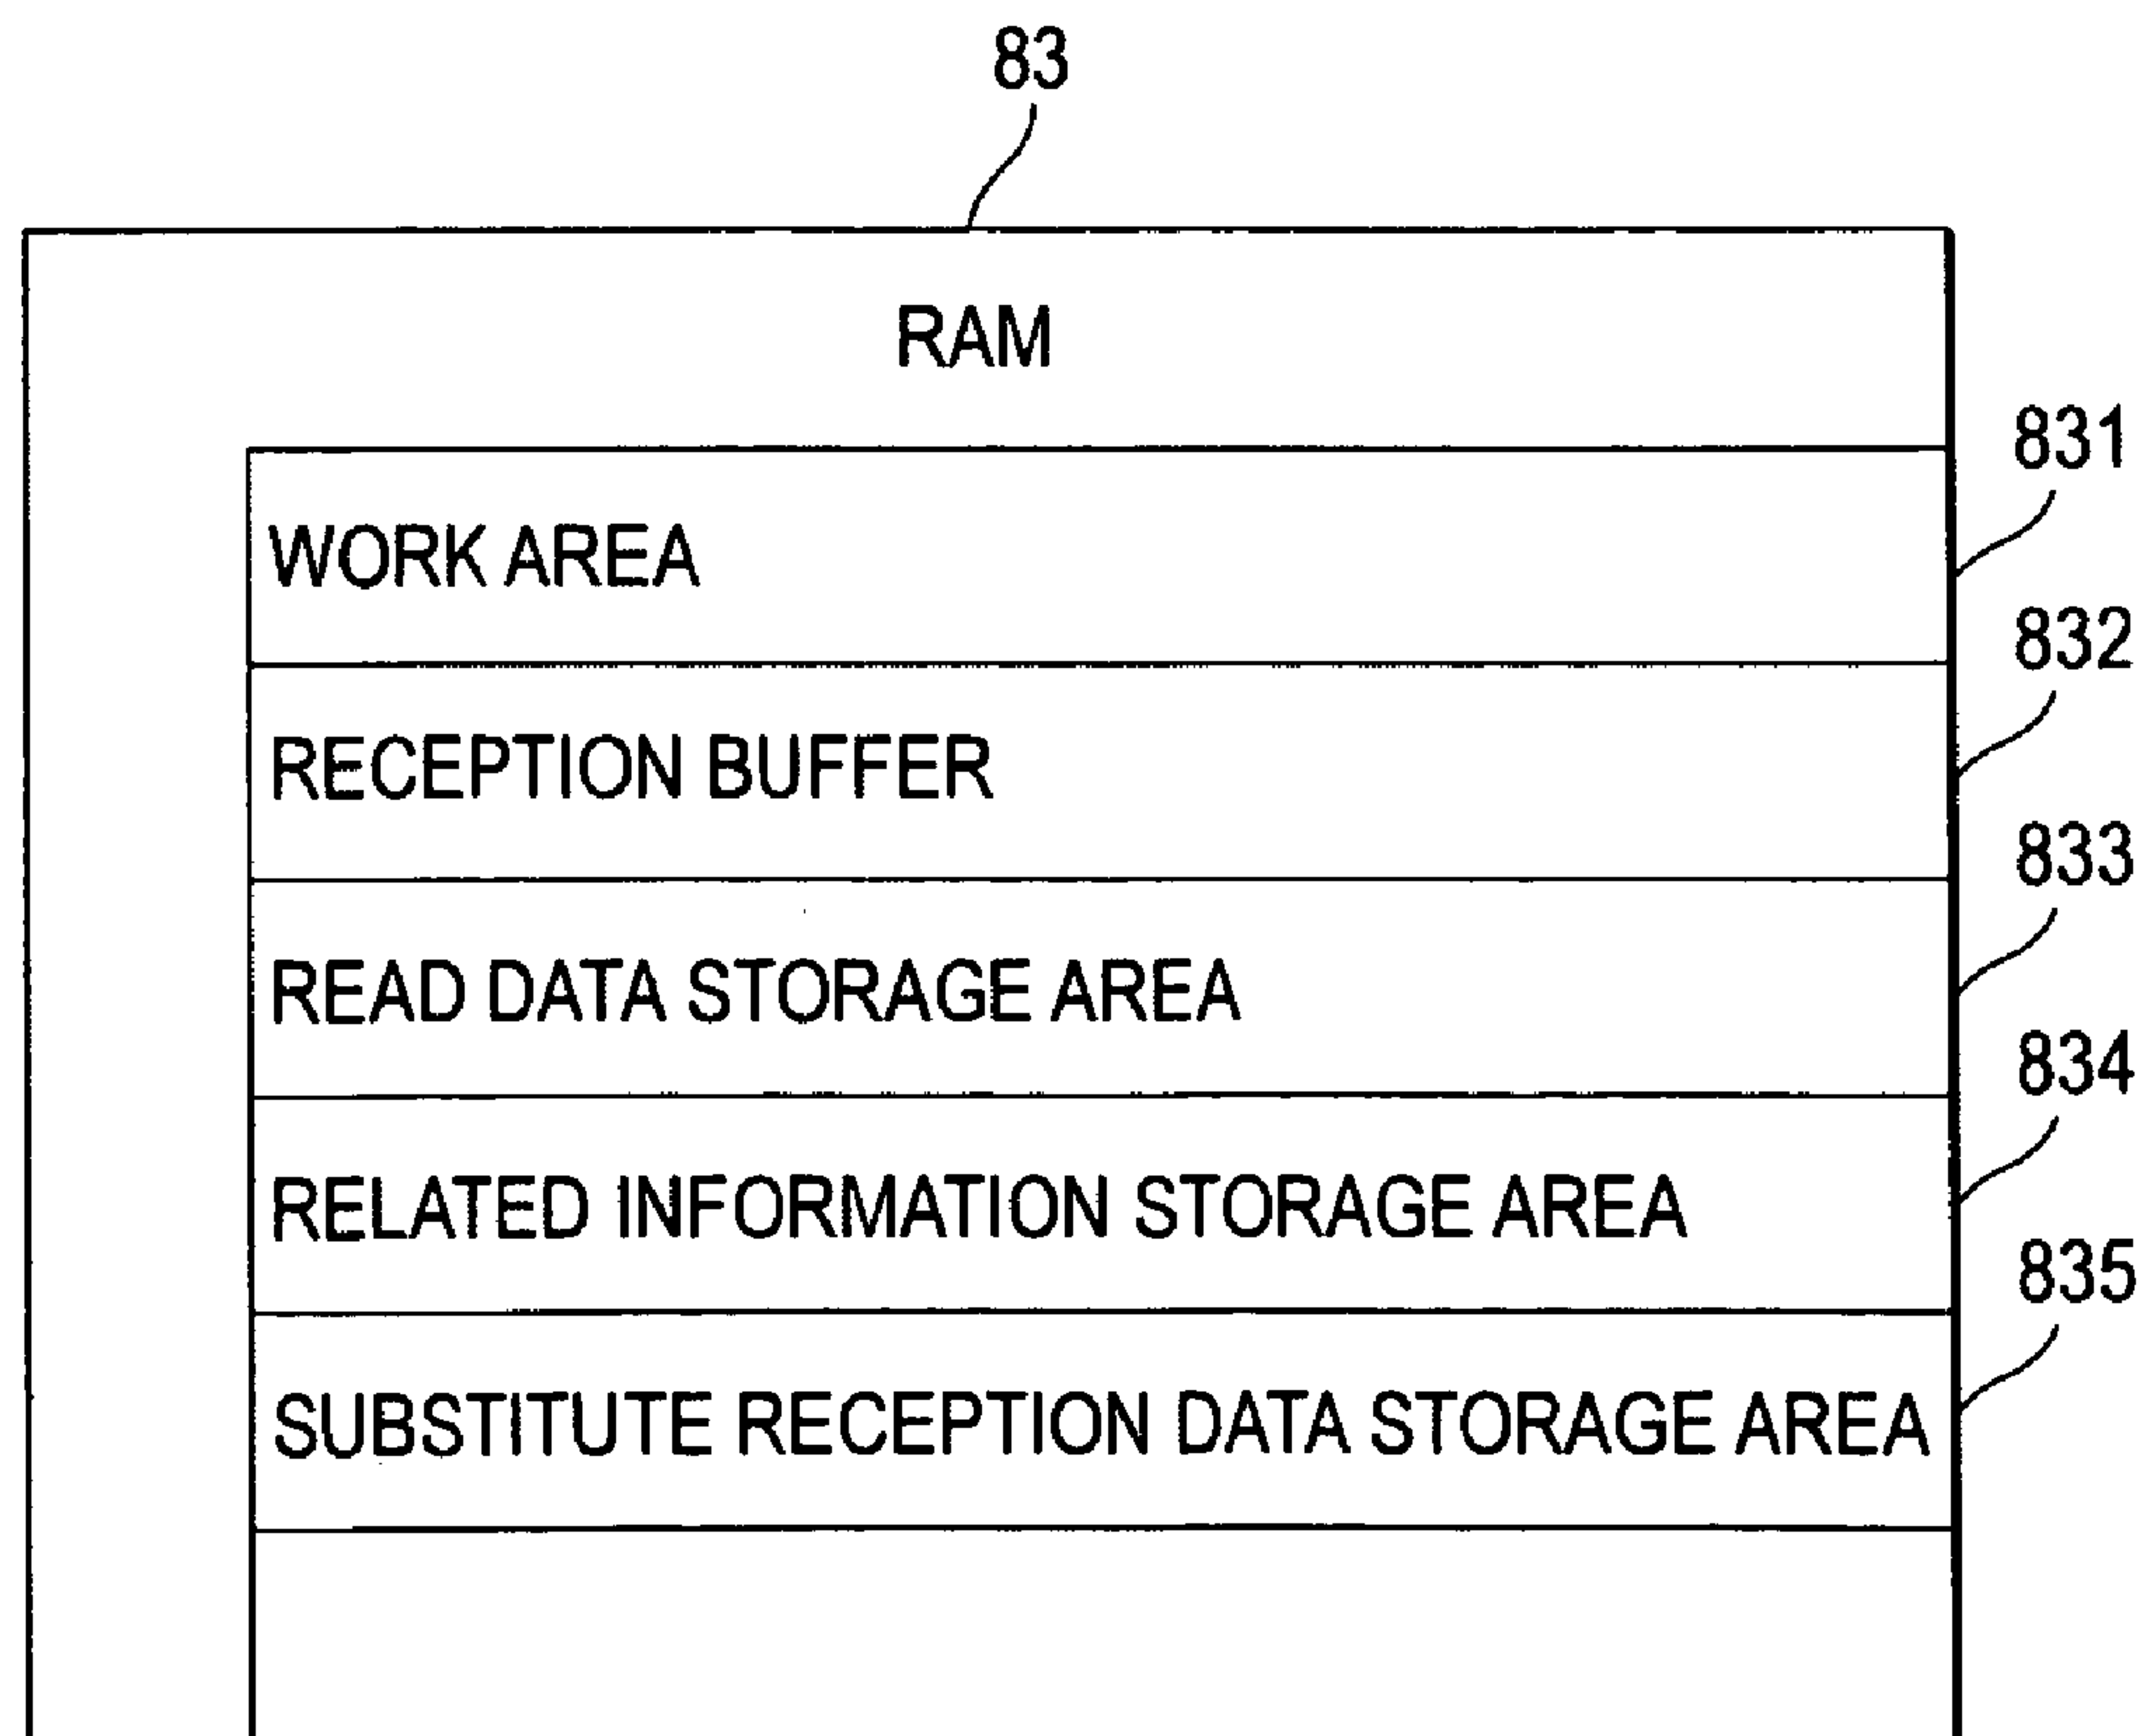 83
RAM
831
WORK AREA
832
RECEPTION BUFFER
833
READ DATA STORAGE AREA
834
RELATED INFORMATION STORAGE AREA
835
SUBSTITUTE RECEPTION DATA STORAGE AREA